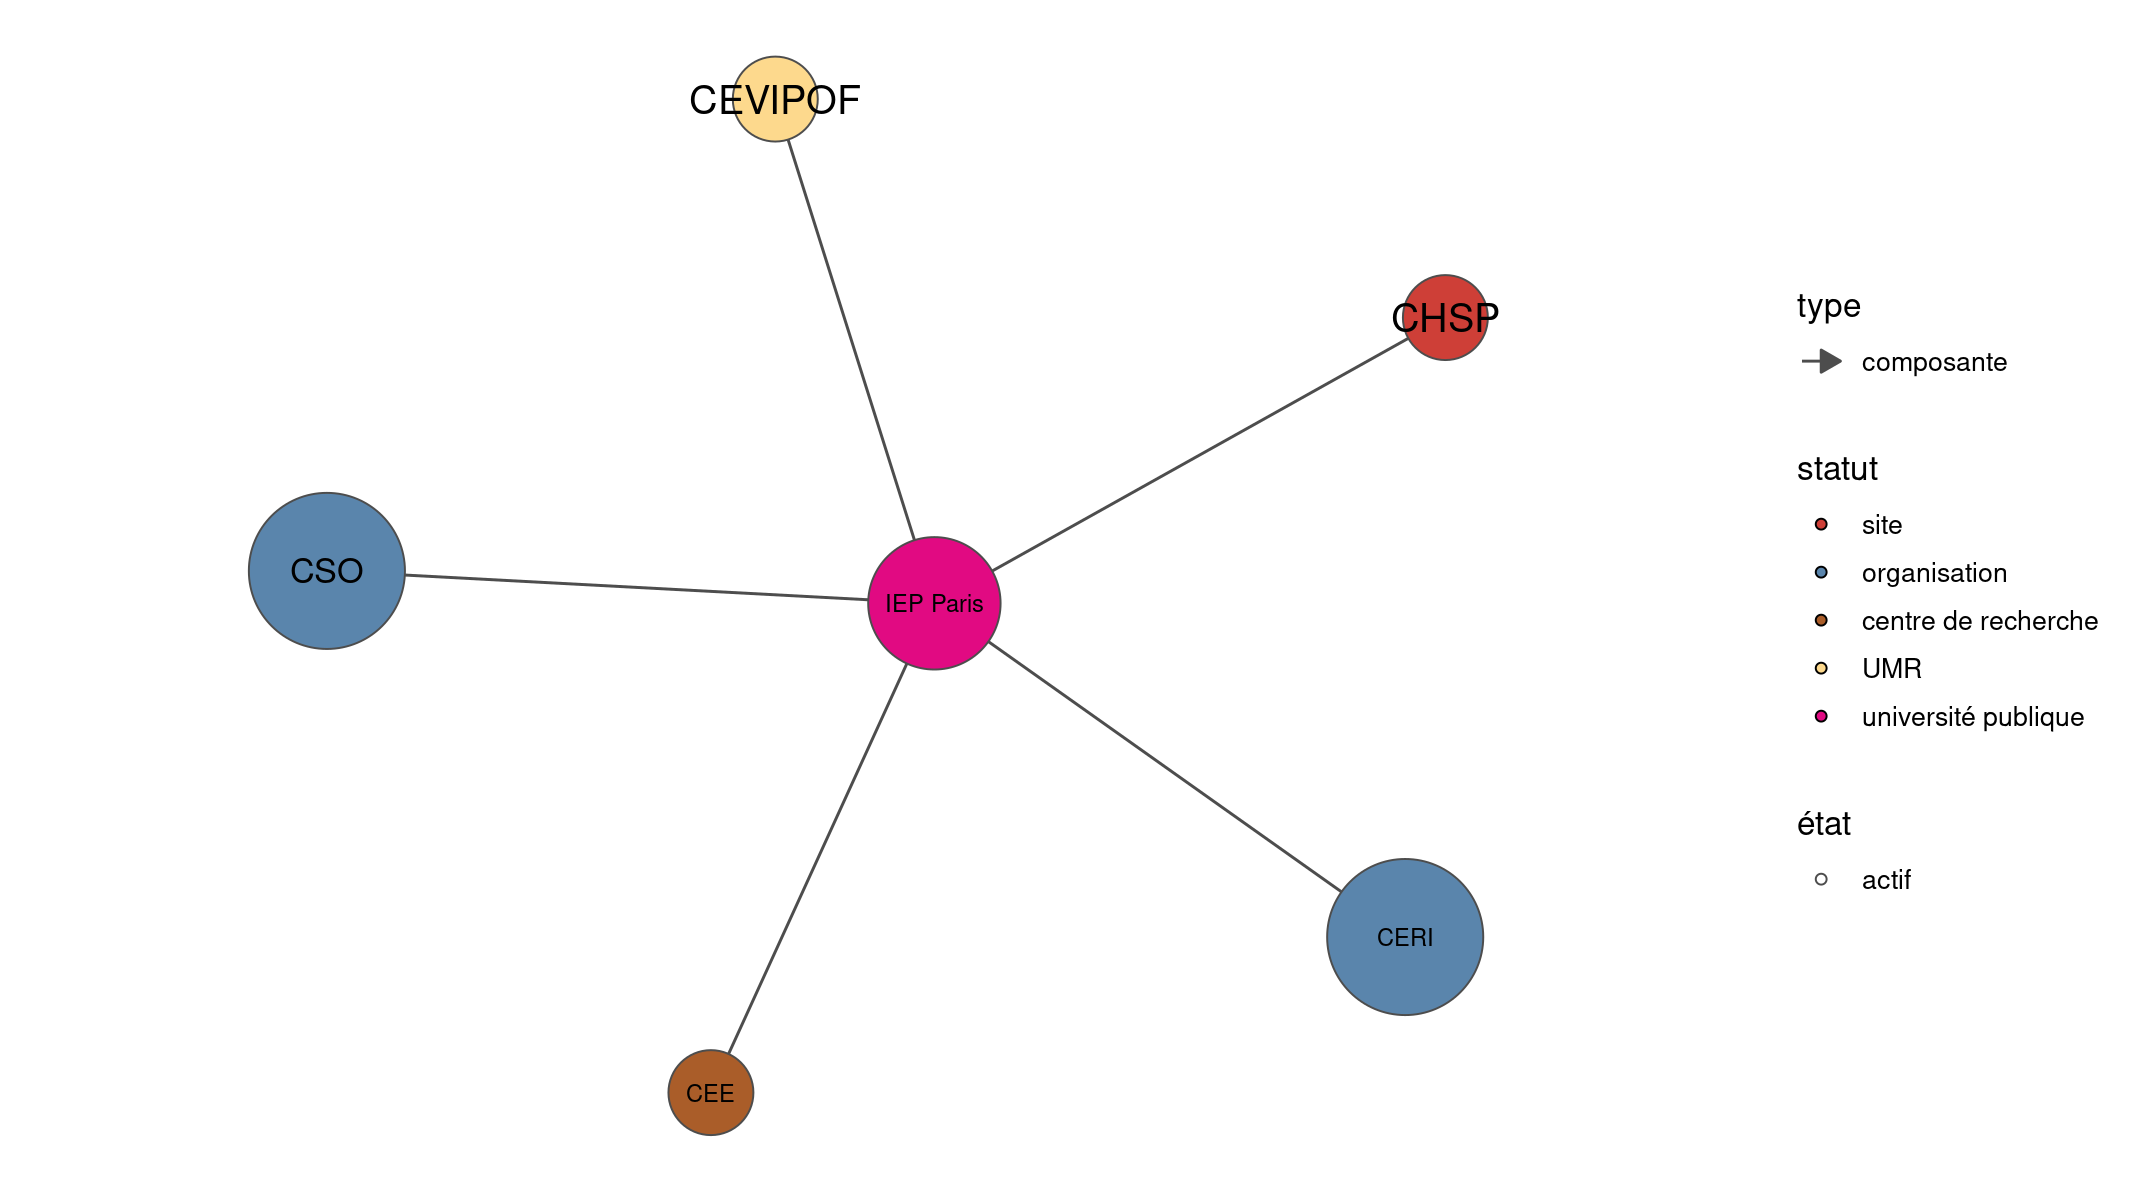 CEVIPOF
CHSP
CSO
IEP Paris
CERI
CEE
type
composante
statut
site
organisation
centre de recherche
UMR
université publique
état
actif